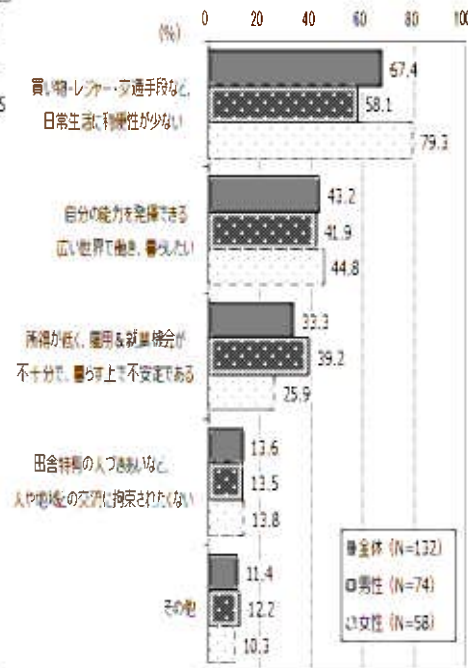 (%)
0 20 40 60 80 100
買い物・レジャー・交通手段など、
日常生活に利便性が少ない
67.4
58.1
79.3
自分の能力を発揮できる
広い世界で働き、暮らしたい
43.2
41.9
44.8
所得が低く、雇用&就業機会が
不十分で、暮らす上で不安定である
33.3
39.2
25.9
田舎特有の人づきあいなど、
人や地域との交流に拘束されたくない
13.6
13.5
13.8
その他
11.4
12.2
10.3
全体 (N=132)
男性 (N=74)
女性 (N=58)